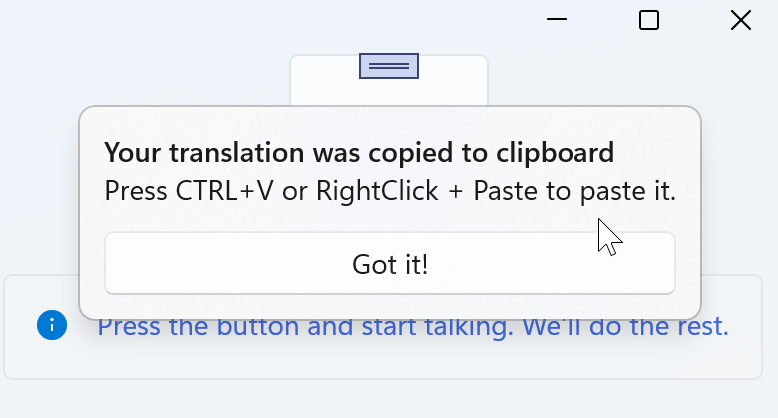 Your translation was copied to clipboard
Press CTRL+V or RightClick + Paste to paste it.
Got it!
Press the button and start talking. We'll do the rest.